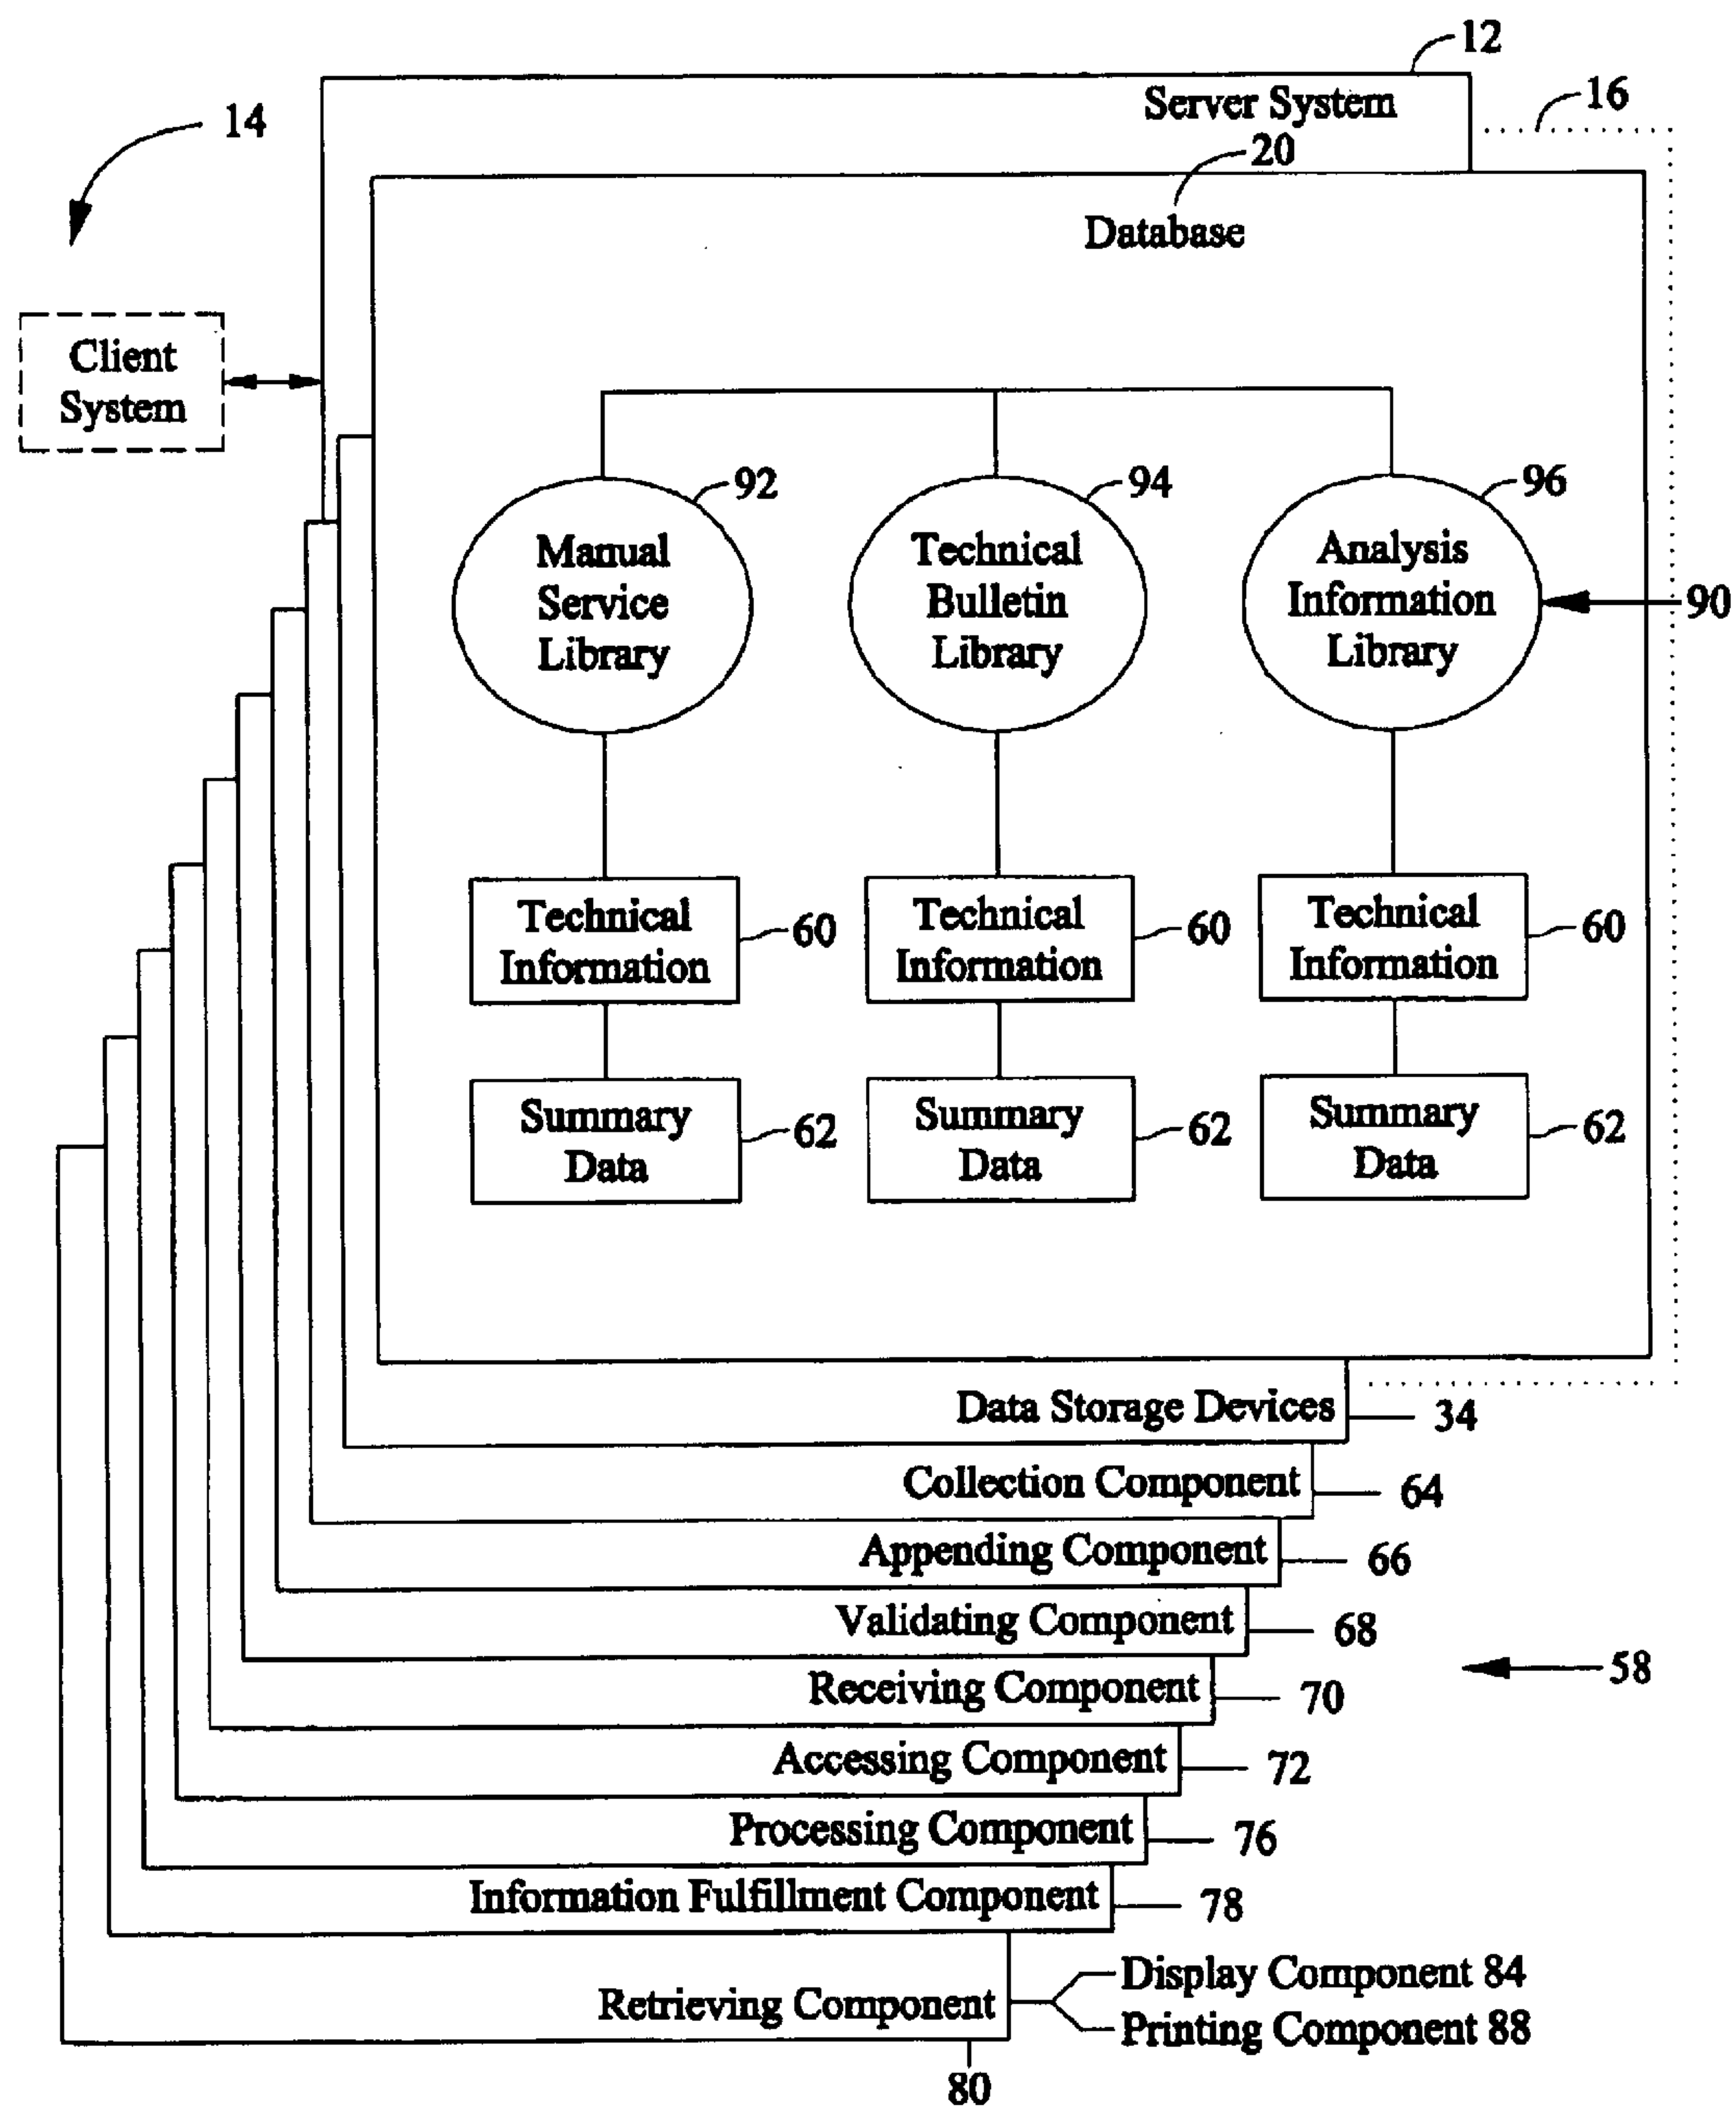 12
Server System
16
14
20
Database
Client
System
92
94
96
Manual
Service
Library
Technical
Bulletin
Library
Analysis
Information
Library
90
Technical
Information
60
Technical
Information
60
Technical
Information
60
Summary
Data
62
Summary
Data
62
Summary
Data
62
Data Storage Devices
34
Collection Component
64
Appending Component
66
Validating Component
68
58
Receiving Component
70
Accessing Component
72
Processing Component
76
Information Fulfillment Component
78
Retrieving Component
Display Component 84
Printing Component 88
80